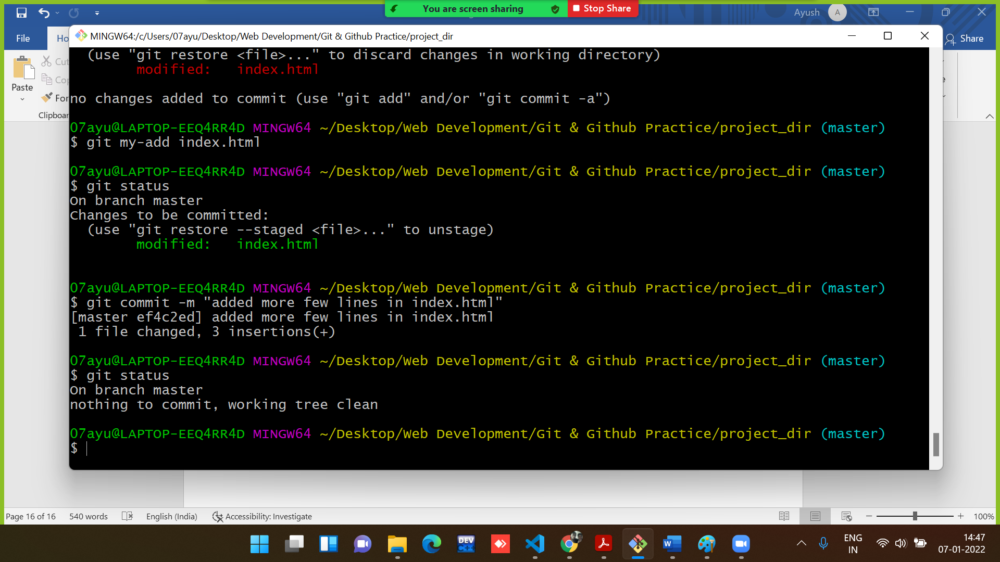 You are screen sharing
Stop Share
Ayush
A
File
Ho
MINGW64:/c/Users/07ayu/Desktop/Web Development/Git & Github Practice/project_dir
Share
Paste
Cut
Cop
For
Clipboar
(use "git restore <file>..." to discard changes in working directory)
modified:   index.html
no changes added to commit (use "git add" and/or "git commit -a")
07ayu@LAPTOP-EEQ4RR4D MINGW64 ~/Desktop/Web Development/Git & Github Practice/project_dir (master)
$ git my-add index.html
07ayu@LAPTOP-EEQ4RR4D MINGW64 ~/Desktop/Web Development/Git & Github Practice/project_dir (master)
$ git status
On branch master
Changes to be committed:
(use "git restore --staged <file>..." to unstage)
modified:   index.html
07ayu@LAPTOP-EEQ4RR4D MINGW64 ~/Desktop/Web Development/Git & Github Practice/project_dir (master)
$ git commit -m "added more few lines in index.html"
[master ef4c2ed] added more few lines in index.html
1 file changed, 3 insertions(+)
07ayu@LAPTOP-EEQ4RR4D MINGW64 ~/Desktop/Web Development/Git & Github Practice/project_dir (master)
$ git status
On branch master
nothing to commit, working tree clean
07ayu@LAPTOP-EEQ4RR4D MINGW64 ~/Desktop/Web Development/Git & Github Practice/project_dir (master)
$
Page 16 of 16
540 words
English (India)
Accessibility: Investigate
100%
DEV
C++
W
ENG
IN
14:47
07-01-2022